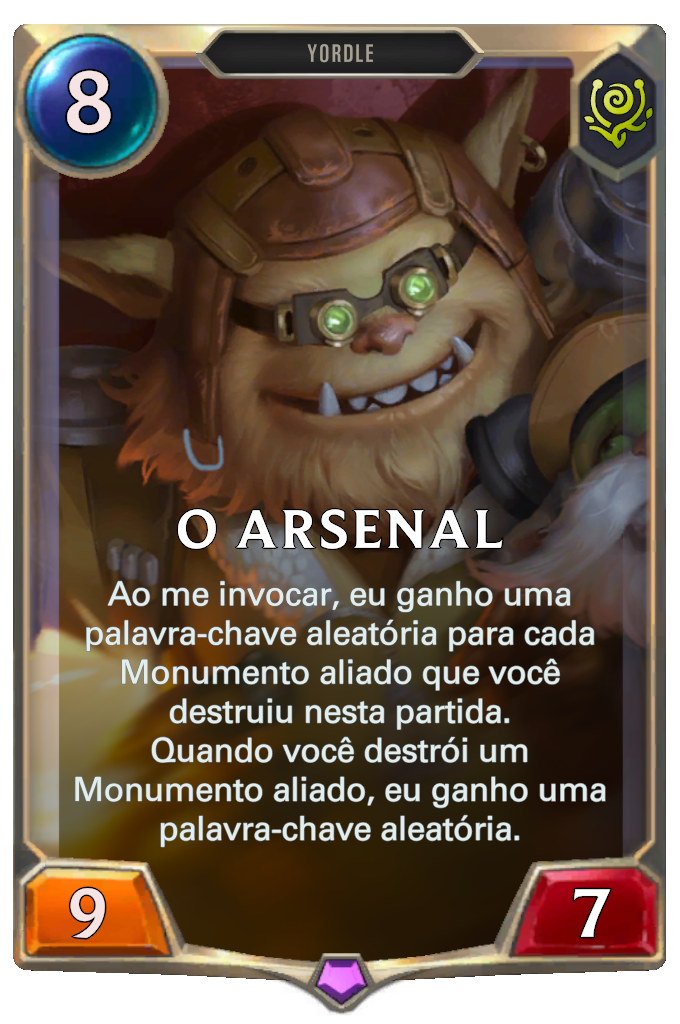 YORDLE
8
O ARSENAL
Ao me invocar, eu ganho uma
palavra-chave aleatória para cada
Monumento aliado que você
destruiu nesta partida.
Quando você destrói um
Monumento aliado, eu ganho uma
palavra-chave aleatória.
9
7